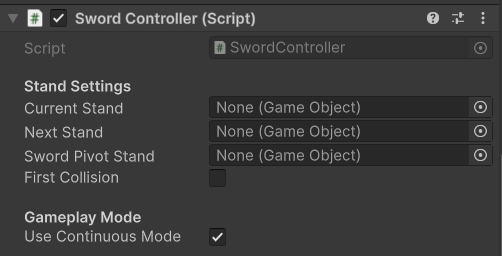 Sword Controller (Script)
Script SwordController
Stand Settings
Current Stand None (Game Object)
Next Stand None (Game Object)
Sword Pivot Stand None (Game Object)
First Collision
Gameplay Mode
Use Continuous Mode